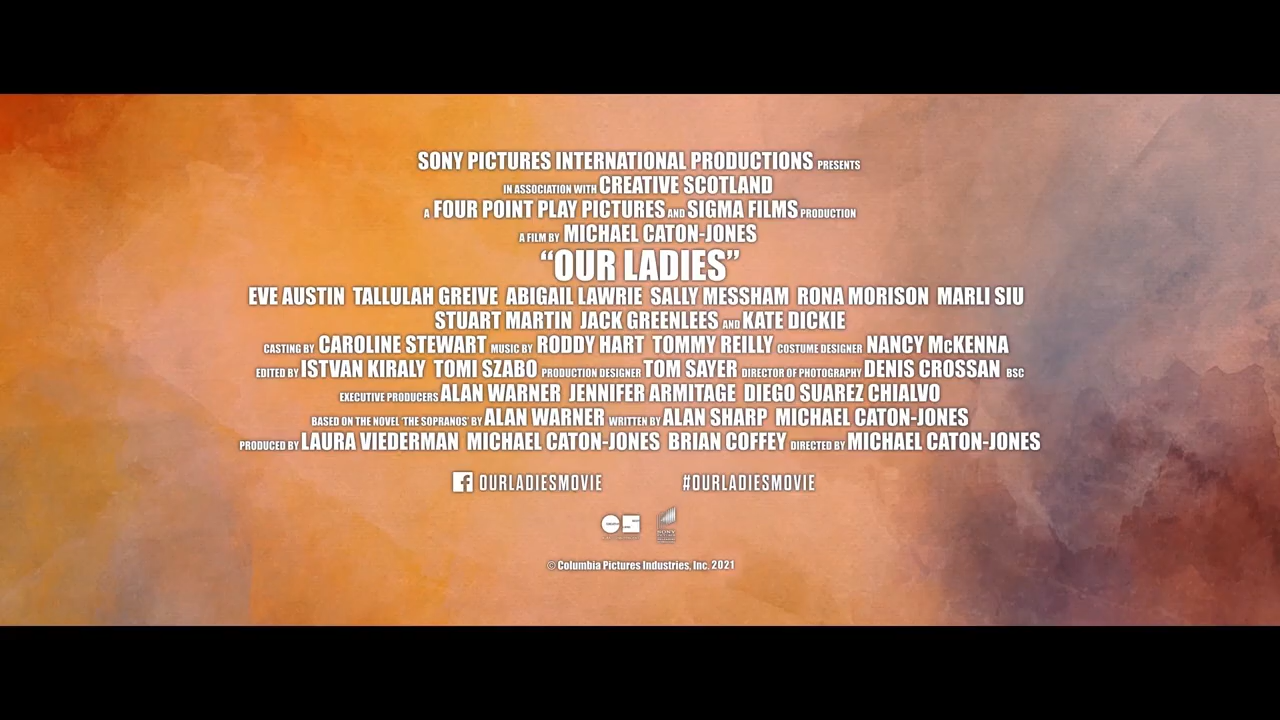 SONY PICTURES INTERNATIONAL PRODUCTIONS PRESENTS
IN ASSOCIATION WITH CREATIVE SCOTLAND
A FOUR POINT PLAY PICTURES AND SIGMA FILMS PRODUCTION
A FILM BY MICHAEL CATON-JONES
“OUR LADIES”
EVE AUSTIN TALLULAH GREIVE ABIGAIL LAWRIE SALLY MESSHAM RONA MORISON MARLI SIU
STUART MARTIN JACK GREENLEES AND KATE DICKIE
CASTING BY CAROLINE STEWART MUSIC BY RODDY HART TOMMY REILLY COSTUME DESIGNER NANCY McKENNA
EDITED BY ISTVAN KIRALY TOMI SZABO PRODUCTION DESIGNER TOM SAYER DIRECTOR OF PHOTOGRAPHY DENIS CROSSAN BSC
EXECUTIVE PRODUCERS ALAN WARNER JENNIFER ARMITAGE DIEGO SUAREZ CHIALVO
BASED ON THE NOVEL 'THE SOPRANOS' BY ALAN WARNER WRITTEN BY ALAN SHARP MICHAEL CATON-JONES
PRODUCED BY LAURA VIEDERMAN MICHAEL CATON-JONES BRIAN COFFEY DIRECTED BY MICHAEL CATON-JONES
OURLADIESMOVIE #OURLADIESMOVIE
SONY
© Columbia Pictures Industries, Inc. 2021